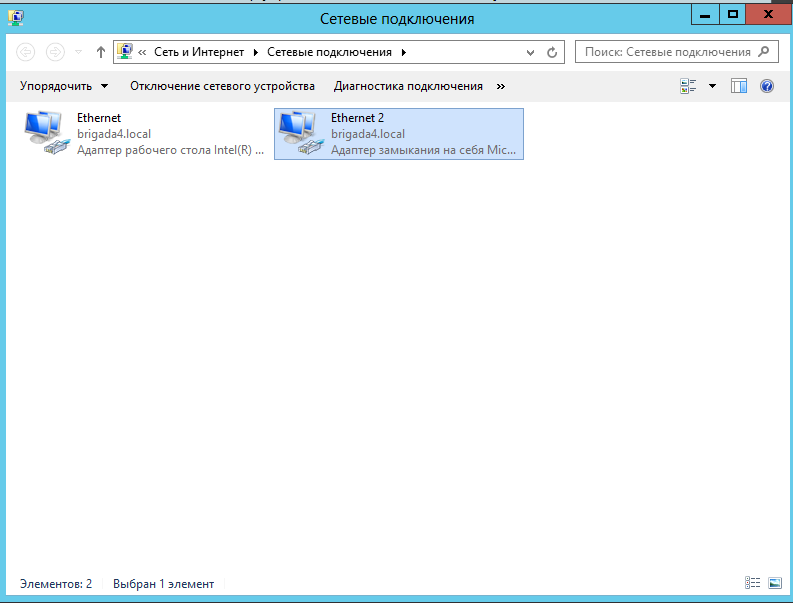 Сетевые подключения
« Сеть и Интернет Сетевые подключения
Поиск: Сетевые подключения
Упорядочить Отключение сетевого устройства Диагностика подключения »
Ethernet
brigada4.local
Адаптер рабочего стола Intel(R) ...
Ethernet 2
brigada4.local
Адаптер замыкания на себя Mic...
Элементов: 2 Выбран 1 элемент